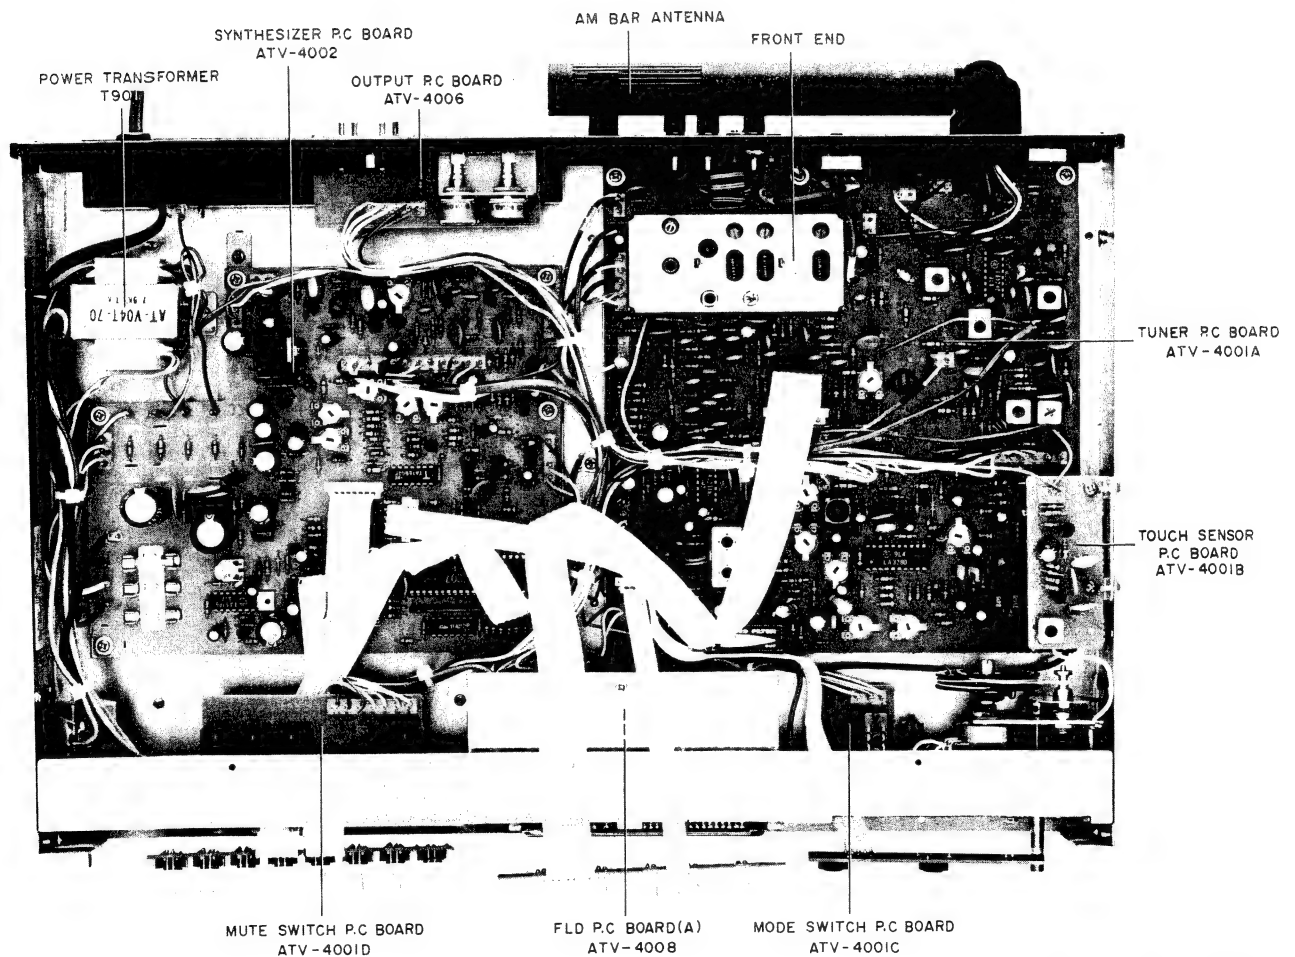 AM BAR ANTENNA
FRONT END
SYNTHESIZER P.C BOARD
ATV-4002
POWER TRANSFORMER
T901
OUTPUT P.C BOARD
ATV-4006
AT-V04T-70
TUNER P.C BOARD
ATV-4001A
TOUCH SENSOR
P.C BOARD
ATV-4001B
MUTE SWITCH P.C BOARD
ATV-4001D
FLD P.C BOARD(A)
ATV-4008
MODE SWITCH P.C BOARD
ATV-4001C